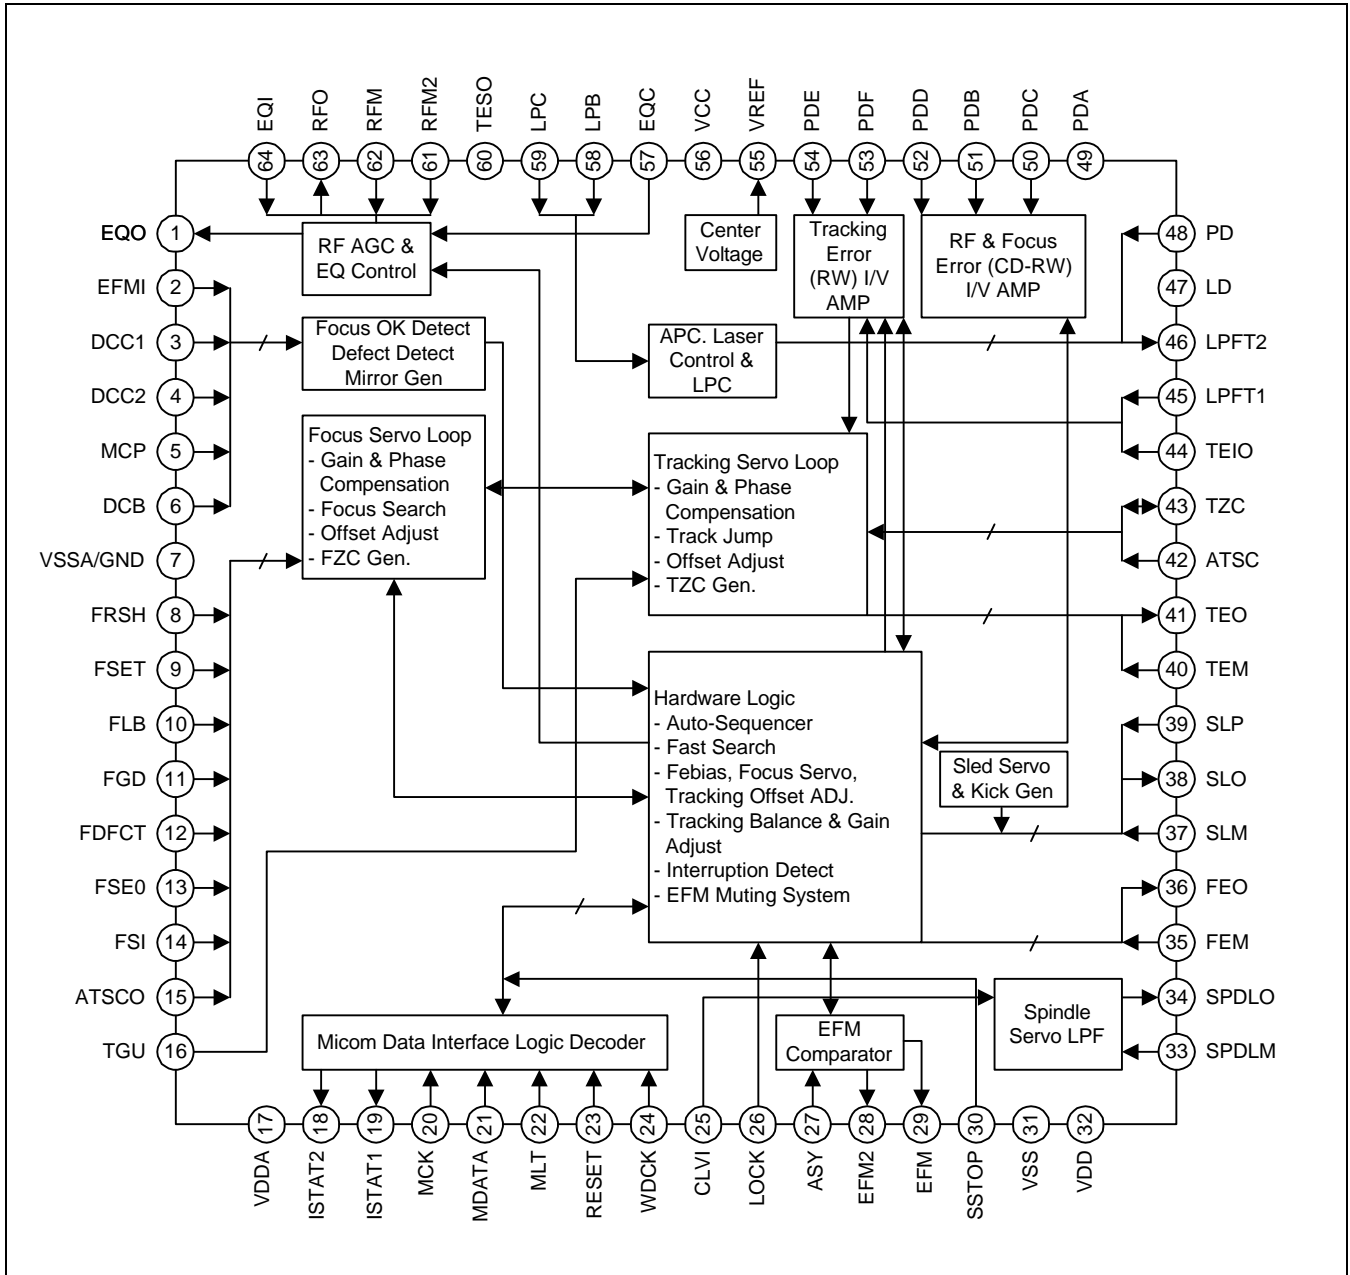 EQI
RFO
RFM
RFM2
TESO
LPC
LPB
EQC
VCC
VREF
PDE
PDF
PDD
PDB
PDC
PDA
64
63
62
61
60
59
58
57
56
55
54
53
52
51
50
49
EQO
1
EFMI
2
DCC1
3
DCC2
4
MCP
5
DCB
6
VSSA/GND
7
FRSH
8
FSET
9
FLB
10
FGD
11
FDFCT
12
FSE0
13
FSI
14
ATSCO
15
TGU
16
RF AGC &
EQ Control
Center
Voltage
Tracking
Error
(RW) I/V
AMP
RF & Focus
Error (CD-RW)
I/V AMP
Focus OK Detect
Defect Detect
Mirror Gen
APC. Laser
Control &
LPC
Focus Servo Loop
- Gain & Phase
Compensation
- Focus Search
- Offset Adjust
- FZC Gen.
Tracking Servo Loop
- Gain & Phase
Compensation
- Track Jump
- Offset Adjust
- TZC Gen.
Hardware Logic
- Auto-Sequencer
- Fast Search
- Febias, Focus Servo,
Tracking Offset ADJ.
- Tracking Balance & Gain
Adjust
- Interruption Detect
- EFM Muting System
Sled Servo
& Kick Gen
Micom Data Interface Logic Decoder
EFM
Comparator
Spindle
Servo LPF
48
PD
47
LD
46
LPFT2
45
LPFT1
44
TEIO
43
TZC
42
ATSC
41
TEO
40
TEM
39
SLP
38
SLO
37
SLM
36
FEO
35
FEM
34
SPDLO
33
SPDLM
17
18
19
20
21
22
23
24
25
26
27
28
29
30
31
32
VDDA
ISTAT2
ISTAT1
MCK
MDATA
MLT
RESET
WDCK
CLVI
LOCK
ASY
EFM2
EFM
SSTOP
VSS
VDD